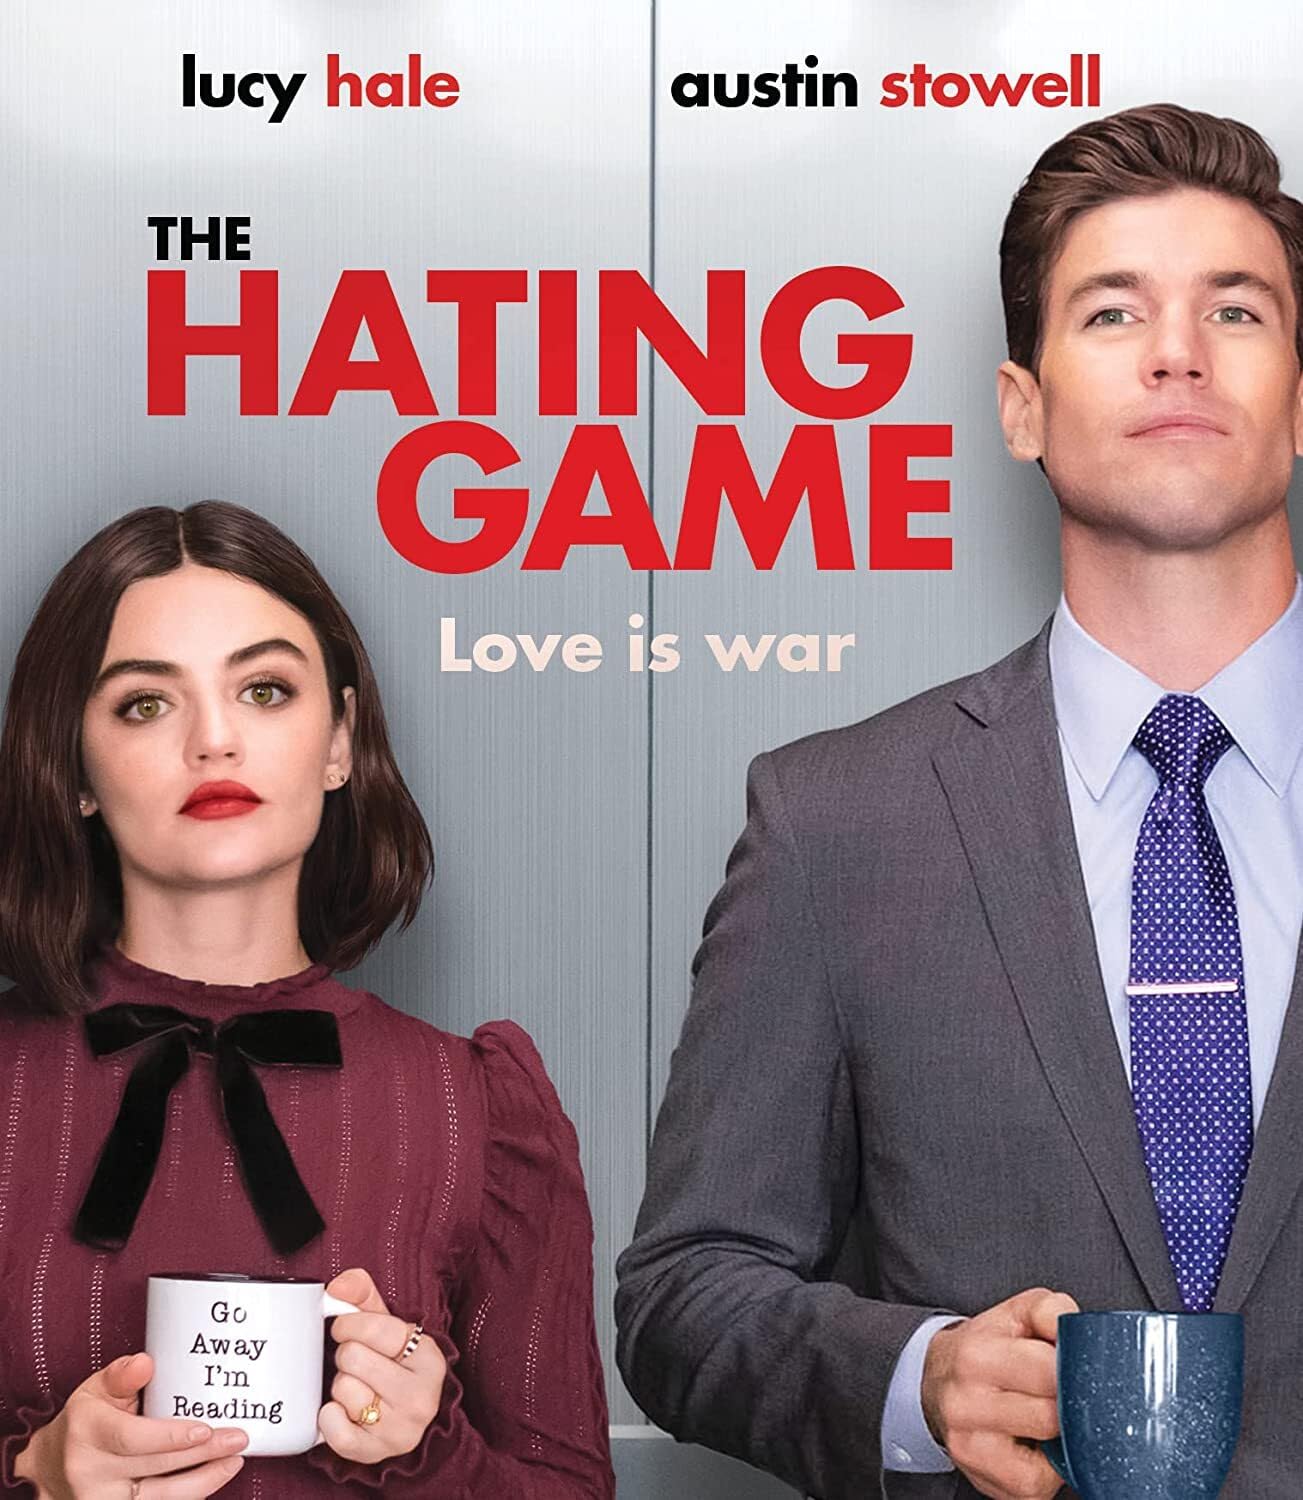 lucy hale austin stowell
THE
HATING
GAME
Love is war
Go
Away
I'm
Reading